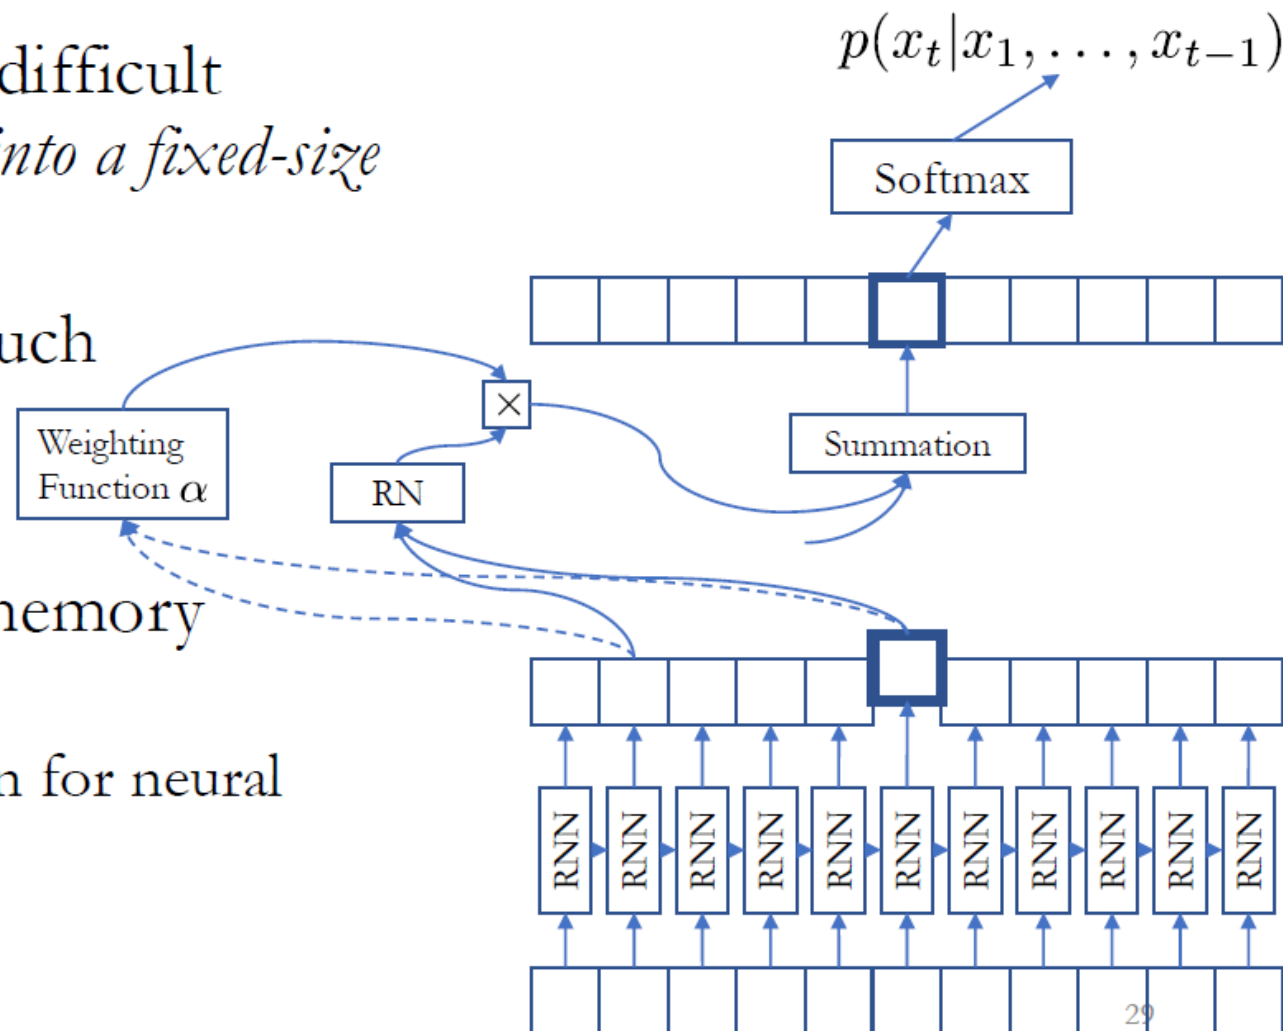 difficult
into a fixed-size
uch
memory
n for neural
p(x_t|x_1, . . . , x_{t−1})
Softmax
Summation
×
Weighting
Function α
RN
RNN
RNN
RNN
RNN
RNN
RNN
RNN
RNN
RNN
RNN
RNN
29